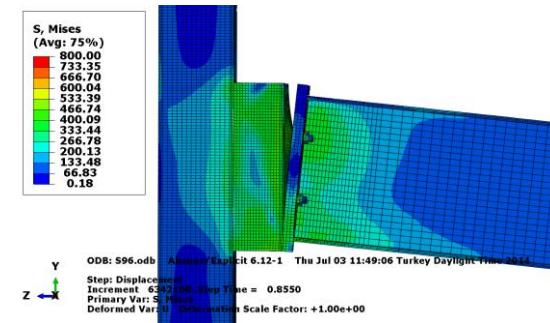 S, Mises
(Avg: 75%)
800.00
733.35
666.70
600.04
533.39
466.74
400.09
333.44
266.78
200.13
133.48
66.83
0.18
ODB: S96.odb Explicit 6.12-1 Thu Jul 03 11:49:06 Turkey Daylight Time 2014
Y
Z X
Step: Displacement
Increment Step Time = 0.8550
Primary Var: S, Mises
Deformed Var: U Deformation Scale Factor: +1.00e+00